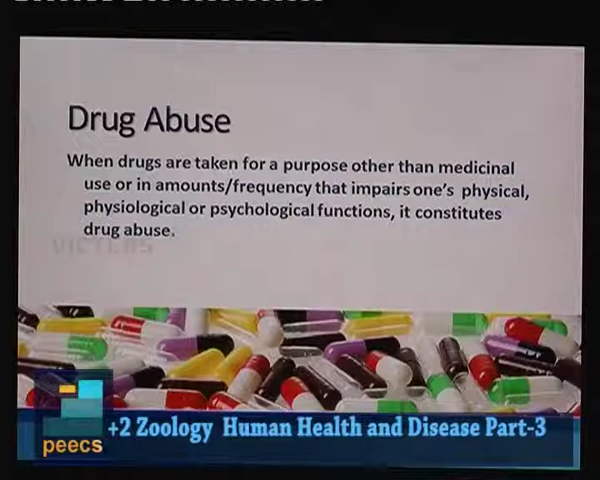 Drug Abuse
When drugs are taken for a purpose other than medicinal
use or in amounts/frequency that impairs one's physical,
physiological or psychological functions, it constitutes
drug abuse.
VICTERS
peecs
+2 Zoology Human Health and Disease Part-3